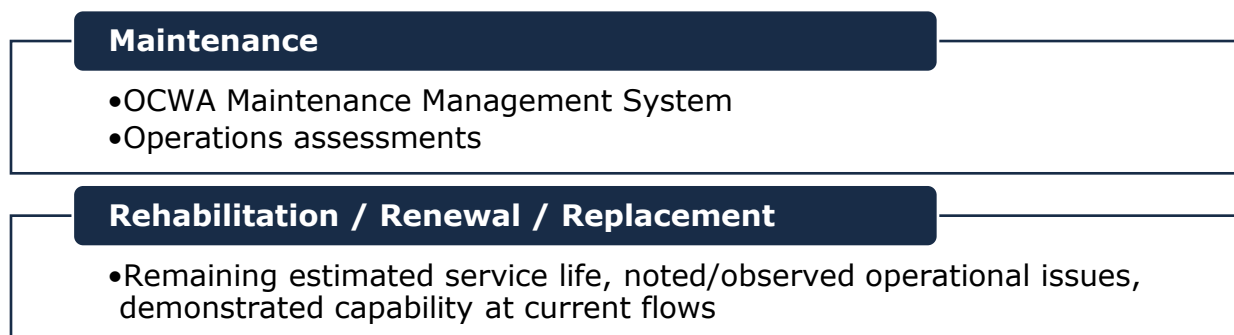 Maintenance
•OCWA Maintenance Management System
•Operations assessments
Rehabilitation / Renewal / Replacement
•Remaining estimated service life, noted/observed operational issues,
demonstrated capability at current flows